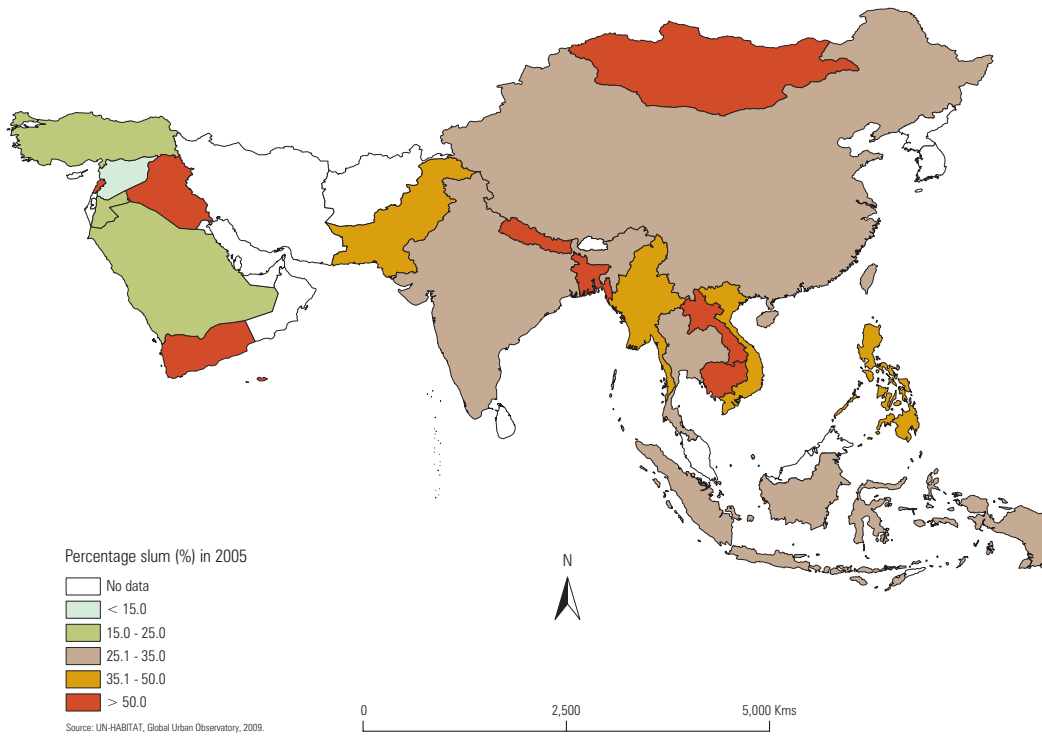 Percentage slum (%) in 2005
No data
< 15.0
15.0 - 25.0
25.1 - 35.0
35.1 - 50.0
> 50.0
Source: UN-HABITAT, Global Urban Observatory, 2009.
N
0 2,500 5,000 Kms